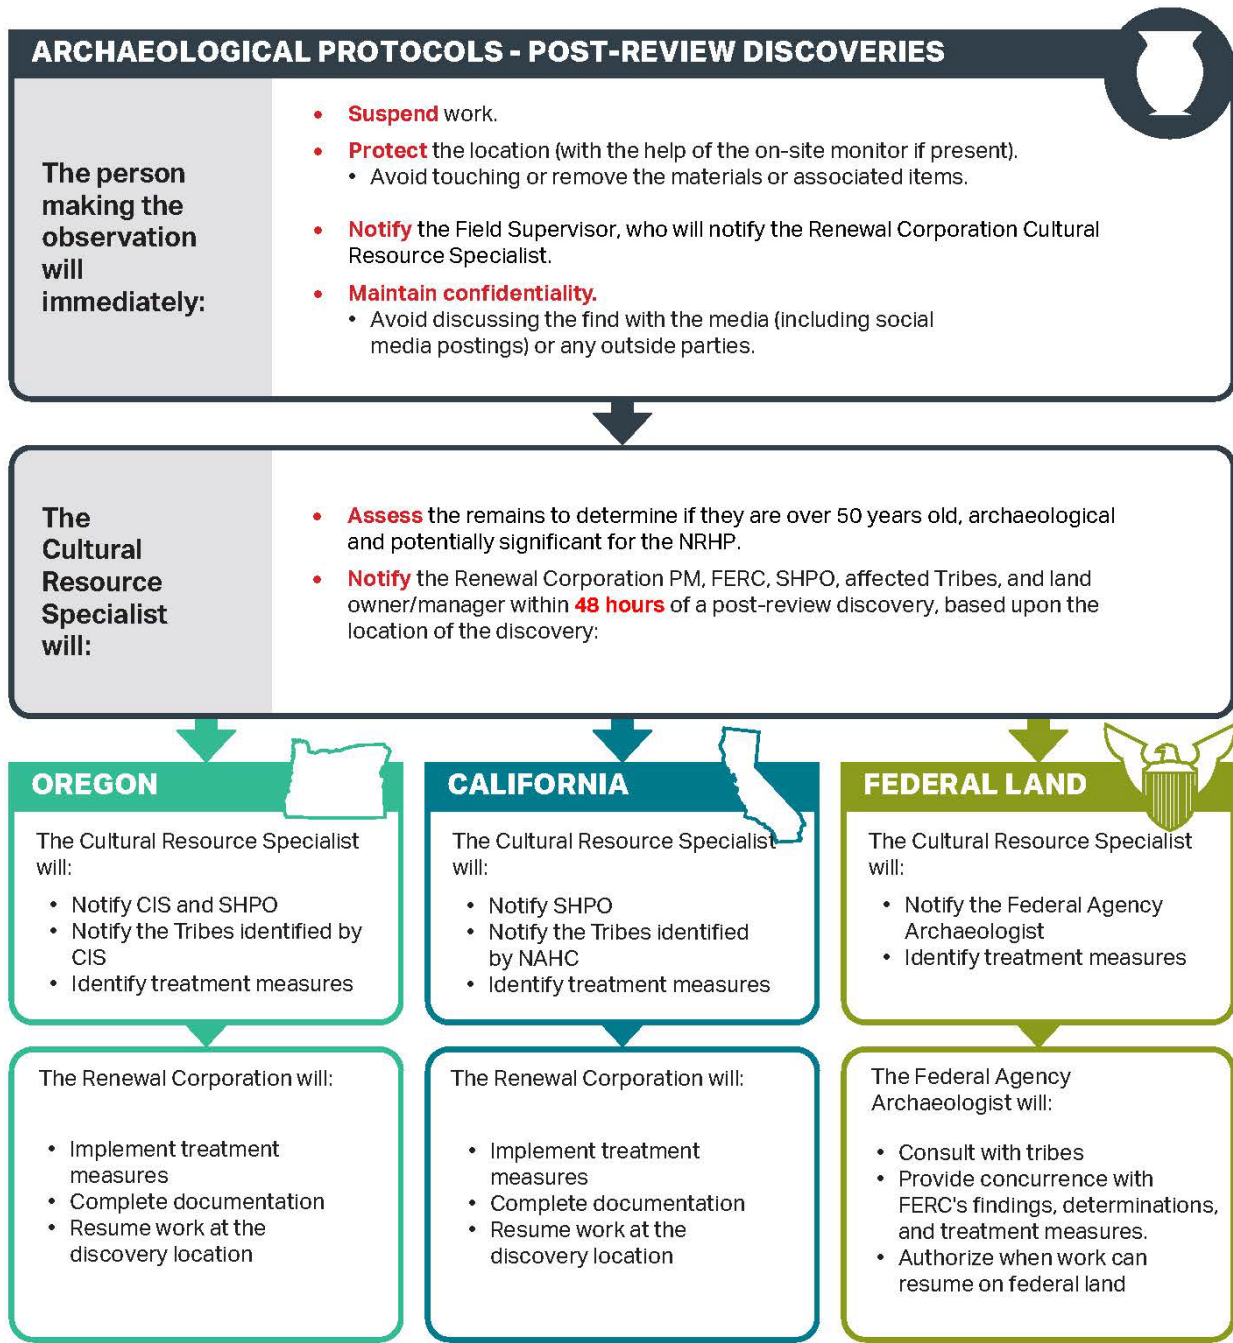 ARCHAEOLOGICAL PROTOCOLS - POST-REVIEW DISCOVERIES
The person
making the
observation
will
immediately:
• Suspend work.
• Protect the location (with the help of the on-site monitor if present).
• Avoid touching or remove the materials or associated items.
• Notify the Field Supervisor, who will notify the Renewal Corporation Cultural
Resource Specialist.
• Maintain confidentiality.
• Avoid discussing the find with the media (including social
media postings) or any outside parties.
The
Cultural
Resource
Specialist
will:
• Assess the remains to determine if they are over 50 years old, archaeological
and potentially significant for the NRHP.
• Notify the Renewal Corporation PM, FERC, SHPO, affected Tribes, and land
owner/manager within 48 hours of a post-review discovery, based upon the
location of the discovery:
OREGON
The Cultural Resource Specialist
will:
• Notify CIS and SHPO
• Notify the Tribes identified by
CIS
• Identify treatment measures
The Renewal Corporation will:
• Implement treatment
measures
• Complete documentation
• Resume work at the
discovery location
CALIFORNIA
The Cultural Resource Specialist
will:
• Notify SHPO
• Notify the Tribes identified
by NAHC
• Identify treatment measures
The Renewal Corporation will:
• Implement treatment
measures
• Complete documentation
• Resume work at the
discovery location
FEDERAL LAND
The Cultural Resource Specialist
will:
• Notify the Federal Agency
Archaeologist
• Identify treatment measures
The Federal Agency
Archaeologist will:
• Consult with tribes
• Provide concurrence with
FERC's findings, determinations,
and treatment measures.
• Authorize when work can
resume on federal land